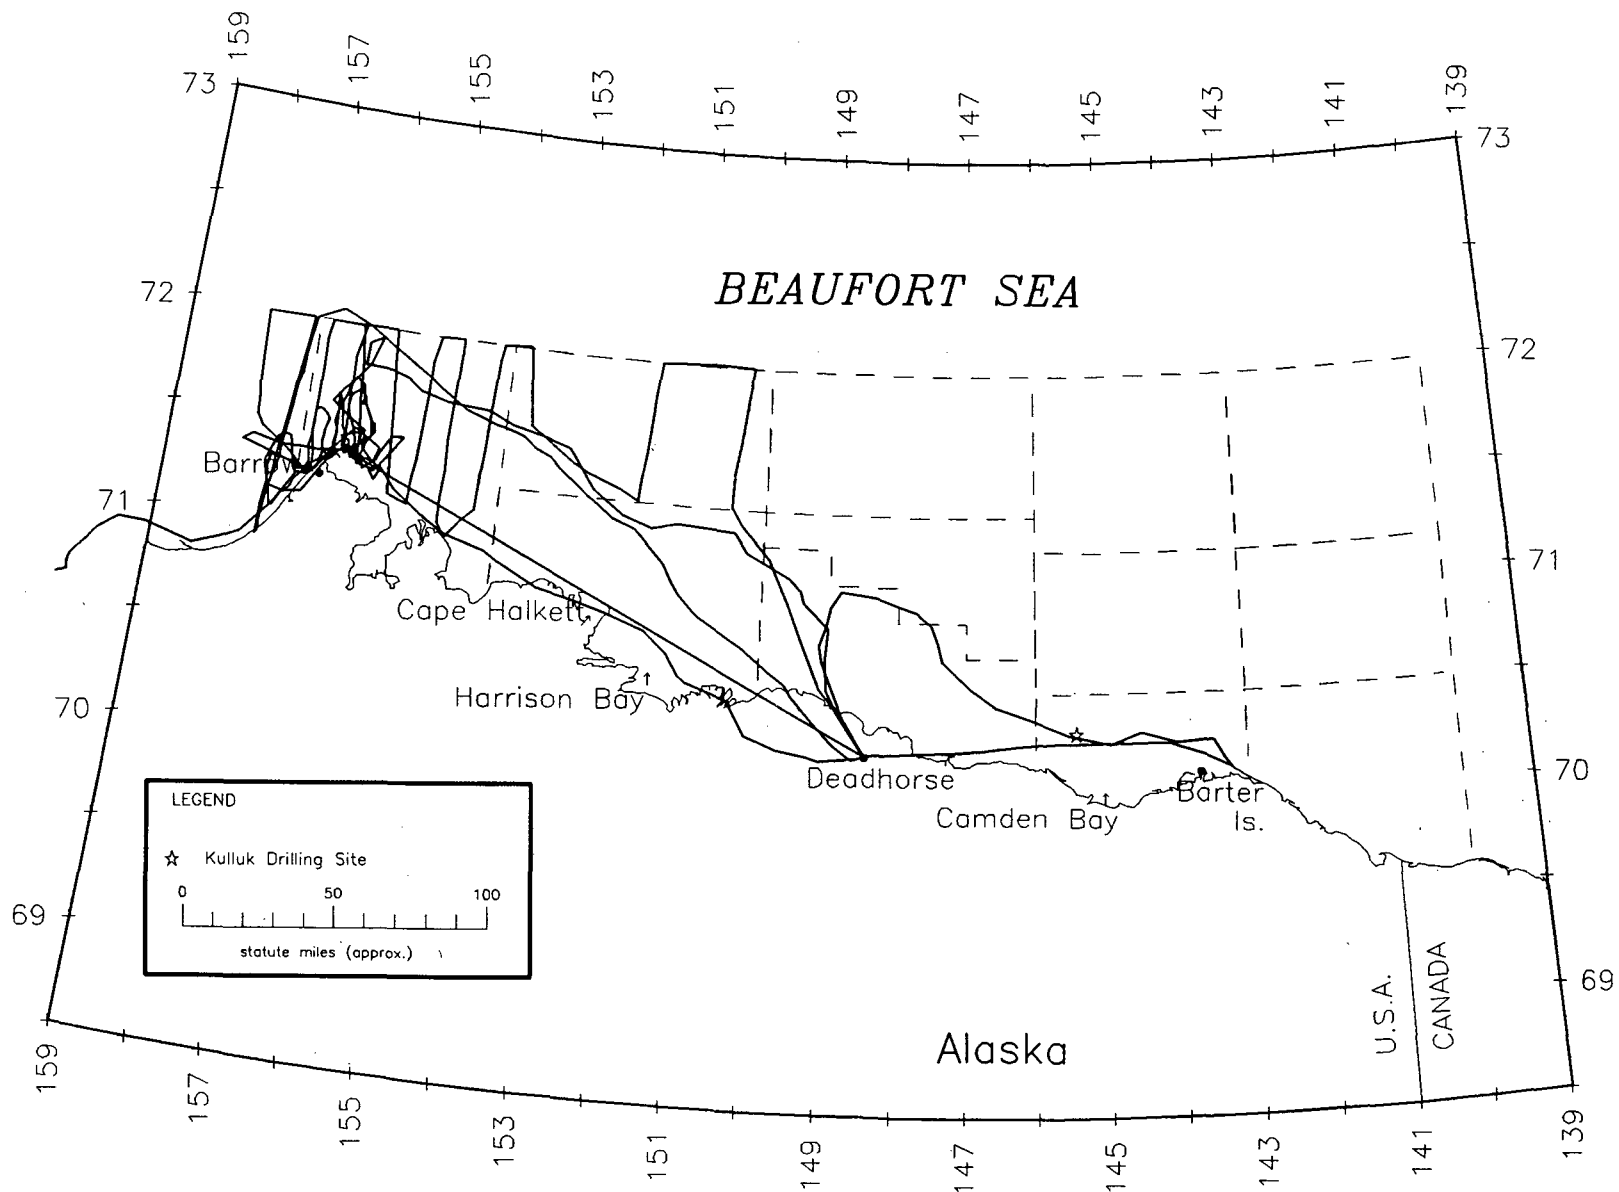 159
157
155
153
151
149
147
145
143
141
139
73
73
72
72
BEAUFORT SEA
Barrow
71
71
Cape Halkett
Harrison Bay
70
70
Deadhorse
Camden Bay
Barter
Is.
LEGEND
Kulluk Drilling Site
0 50 100
statute miles (approx.)
69
69
U.S.A.
CANADA
Alaska
159
157
155
153
151
149
147
145
143
141
139